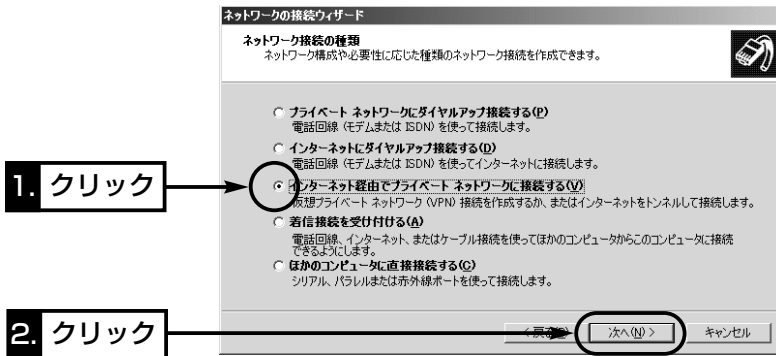 ネットワークの接続ウィザード
ネットワーク接続の種類
ネットワーク構成や必要性に応じた種類のネットワーク接続を作成できます。
プライベート ネットワークにダイヤルアップ接続する(P)
電話回線 (モデムまたは ISDN) を使って接続します。
インターネットにダイヤルアップ接続する(D)
電話回線 (モデムまたは ISDN) を使ってインターネットに接続します。
1. クリック
インターネット経由でプライベート ネットワークに接続する(V)
仮想プライベート ネットワーク (VPN) 接続を作成するか、またはインターネットをトンネルして接続します。
着信接続を受け付ける(A)
電話回線、インターネット、またはケーブル接続を使ってほかのコンピュータからこのコンピュータに接続
できるようにします。
ほかのコンピュータに直接接続する(C)
シリアル、パラレルまたは赤外線ポートを使って接続します。
2. クリック
< 戻る(B)
次へ(N) >
キャンセル